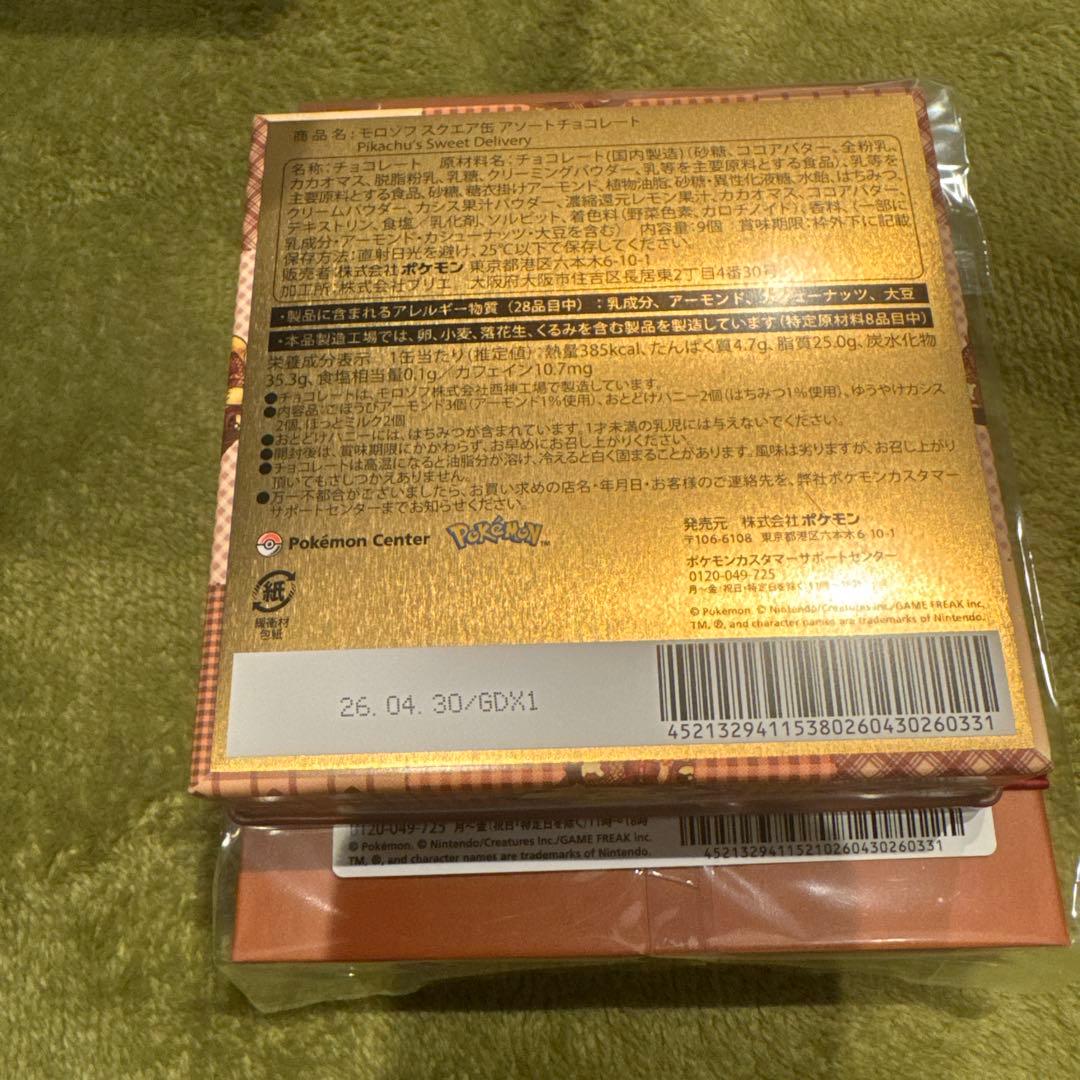 商品名：モロゾフ スクエア缶 アソートチョコレート
Pikachu's Sweet Delivery
名称：チョコレート　原材料名：チョコレート(国内製造)(砂糖、ココアバター、全粉乳、
カカオマス、脱脂粉乳、乳糖、クリーミングパウダー、乳等を主要原料とする食品)、乳等を
主要原料とする食品、砂糖、糖衣掛けアーモンド、植物油脂、砂糖・異性化液糖、水飴、はちみつ、
クリームパウダー、カシス果汁パウダー、濃縮還元レモン果汁、カカオマス、ココアバター、
デキストリン、食塩／乳化剤、ソルビット、着色料(野菜色素、カロチノイド)、香料、(一部に
乳成分・アーモンド・カシューナッツ・大豆を含む)　内容量：9個　賞味期限：枠外下に記載
保存方法：直射日光を避け、25℃以下で保存してください。
販売者：株式会社ポケモン 東京都港区六本木6-10-1
加工所：株式会社プリエ　大阪府大阪市住吉区長居東2丁目4番30号
・製品に含まれるアレルギー物質（28品目中）：乳成分、アーモンド、カシューナッツ、大豆
・本品製造工場では、卵、小麦、落花生、くるみを含む製品を製造しています(特定原材料8品目中)
栄養成分表示　1缶当たり(推定値)：熱量385kcal、たんぱく質4.7g、脂質25.0g、炭水化物
35.3g、食塩相当量0.1g／カフェイン10.7mg
●チョコレートは、モロゾフ株式会社西神工場で製造しています。
●内容品：ごほうびアーモンド3個(アーモンド1%使用)、おとどけハニー2個(はちみつ1%使用)、ゆうやけカシス
2個、ほっとミルク2個
●おとどけハニーには、はちみつが含まれています。1才未満の乳児には与えないでください。
●開封後は、賞味期限にかかわらず、お早めにお召し上がりください。
●チョコレートは高温になると油脂分が溶け、冷えると白く固まることがあります。風味は劣りますが、お召し上がり
頂いてもさしつかえありません。
●万一不都合がございましたら、お買い求めの店名・年月日・お客様のご連絡先を、弊社ポケモンカスタマー
サポートセンターまでお知らせください。
Pokémon Center
POKÉMON™
発売元　株式会社ポケモン
〒106-6108　東京都港区六本木6-10-1
ポケモンカスタマーサポートセンター
0120-049-725
月～金(祝日・特定日を除く)11時～18時
© Pokémon. © Nintendo/Creatures Inc./GAME FREAK inc.
TM, ®, and character names are trademarks of Nintendo.
紙
緩衝材
包紙
26. 04. 30/GDX1
45213294115380260430260331
0120-049-725　月～金(祝日・特定日を除く)11時～18時
© Pokémon. © Nintendo/Creatures Inc./GAME FREAK inc.
TM, ®, and character names are trademarks of Nintendo.
45213294115210260430260331